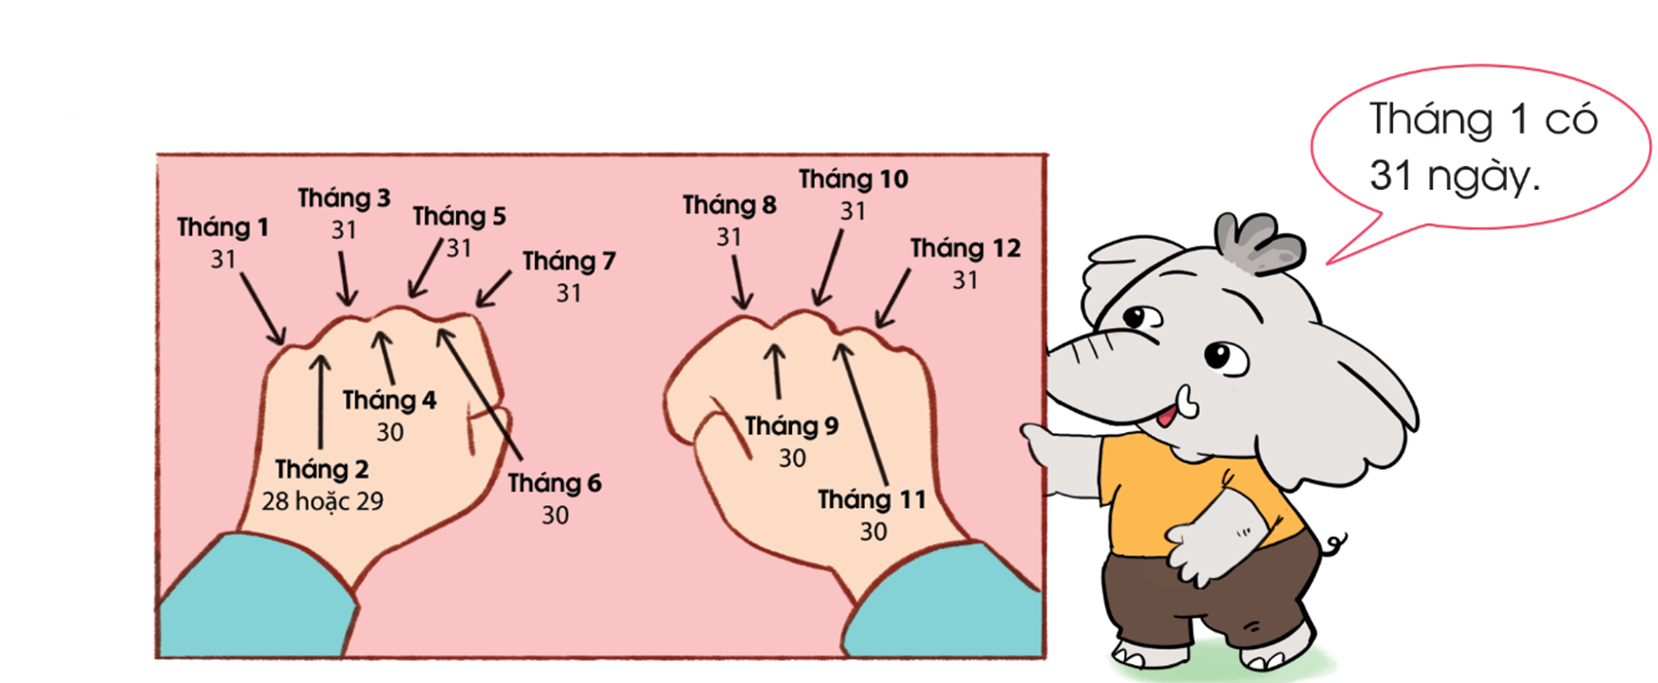 Tháng 1
31
Tháng 3
31
Tháng 5
31
Tháng 7
31
Tháng 2
28 hoặc 29
Tháng 4
30
Tháng 6
30
Tháng 8
31
Tháng 10
31
Tháng 12
31
Tháng 9
30
Tháng 11
30
Tháng 1 có
31 ngày.